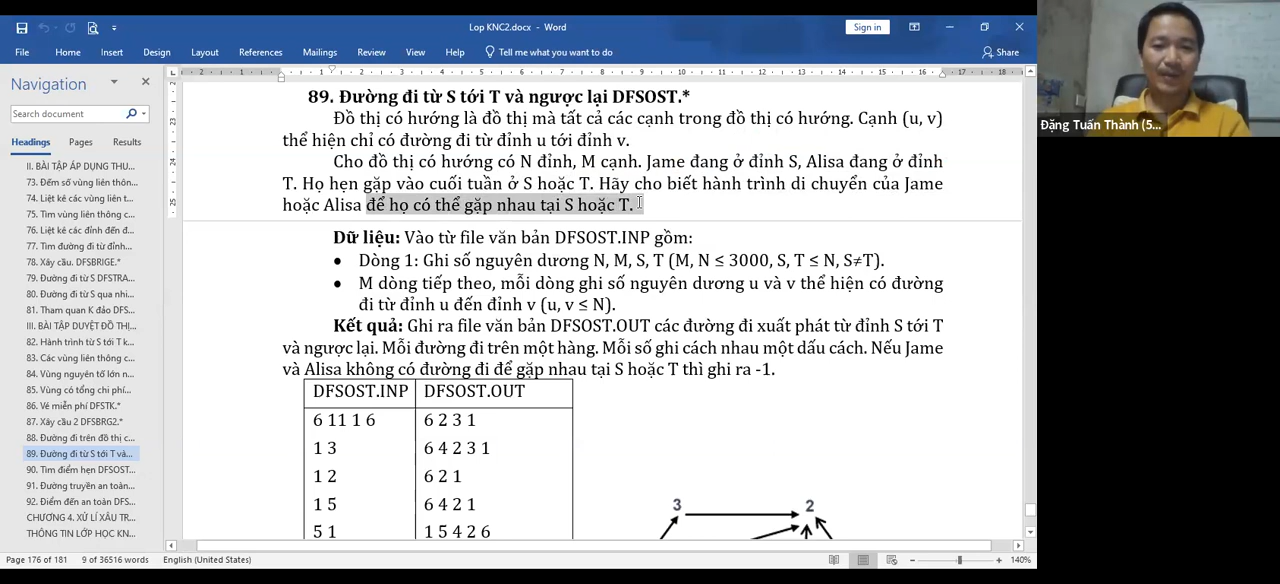 Lop KNC2.docx - Word
Sign in
File Home Insert Design Layout References Mailings Review View Help Tell me what you want to do Share
Navigation
Search document
Headings Pages Results
II. BÀI TẬP ÁP DỤNG THU...
73. Đếm số vùng liên thôn...
74. Liệt kê các vùng liên th...
75. Tìm vùng liên thông ch...
76. Liệt kê các đỉnh đến đ...
77. Tìm đường đi từ đỉnh...
78. Xây cầu. DFSBRIGE.*
79. Đường đi từ S DFSTRA...
80. Đường đi từ S qua nhi...
81. Tham quan K đảo DFS...
III. BÀI TẬP DUYỆT ĐỒ THỊ...
82. Hành trình từ S tới T k...
83. Các vùng liên thông c...
84. Vùng nguyên tố lớn n...
85. Vùng có tổng chi phí...
86. Vé miễn phí DFSTK.*
87. Xây cầu 2 DFSBRG2.*
88. Đường đi trên đồ thị c...
89. Đường đi từ S tới T và...
90. Tìm điểm hẹn DFSOST...
91. Đường truyền an toàn...
92. Điểm đến an toàn DFS...
CHƯƠNG 4. XỬ LÍ XÂU TR...
THÔNG TIN LỚP HỌC KN...
89. Đường đi từ S tới T và ngược lại DFSOST.*
Đồ thị có hướng là đồ thị mà tất cả các cạnh trong đồ thị có hướng. Cạnh (u, v)
thể hiện chỉ có đường đi từ đỉnh u tới đỉnh v.
Cho đồ thị có hướng có N đỉnh, M cạnh. Jame đang ở đỉnh S, Alisa đang ở đỉnh
T. Họ hẹn gặp vào cuối tuần ở S hoặc T. Hãy cho biết hành trình di chuyển của Jame
hoặc Alisa để họ có thể gặp nhau tại S hoặc T.
Dữ liệu: Vào từ file văn bản DFSOST.INP gồm:
• Dòng 1: Ghi số nguyên dương N, M, S, T (M, N ≤ 3000, S, T ≤ N, S≠T).
• M dòng tiếp theo, mỗi dòng ghi số nguyên dương u và v thể hiện có đường
đi từ đỉnh u đến đỉnh v (u, v ≤ N).
Kết quả: Ghi ra file văn bản DFSOST.OUT các đường đi xuất phát từ đỉnh S tới T
và ngược lại. Mỗi đường đi trên một hàng. Mỗi số ghi cách nhau một dấu cách. Nếu Jame
và Alisa không có đường đi để gặp nhau tại S hoặc T thì ghi ra -1.
DFSOST.INP DFSOST.OUT
6 11 1 6 6 2 3 1
1 3 6 4 2 3 1
1 2 6 2 1
1 5 6 4 2 1
5 1 1 5 4 2 6
3 2
Page 176 of 181 9 of 36516 words English (United States) 140%
Đặng Tuấn Thành (5...